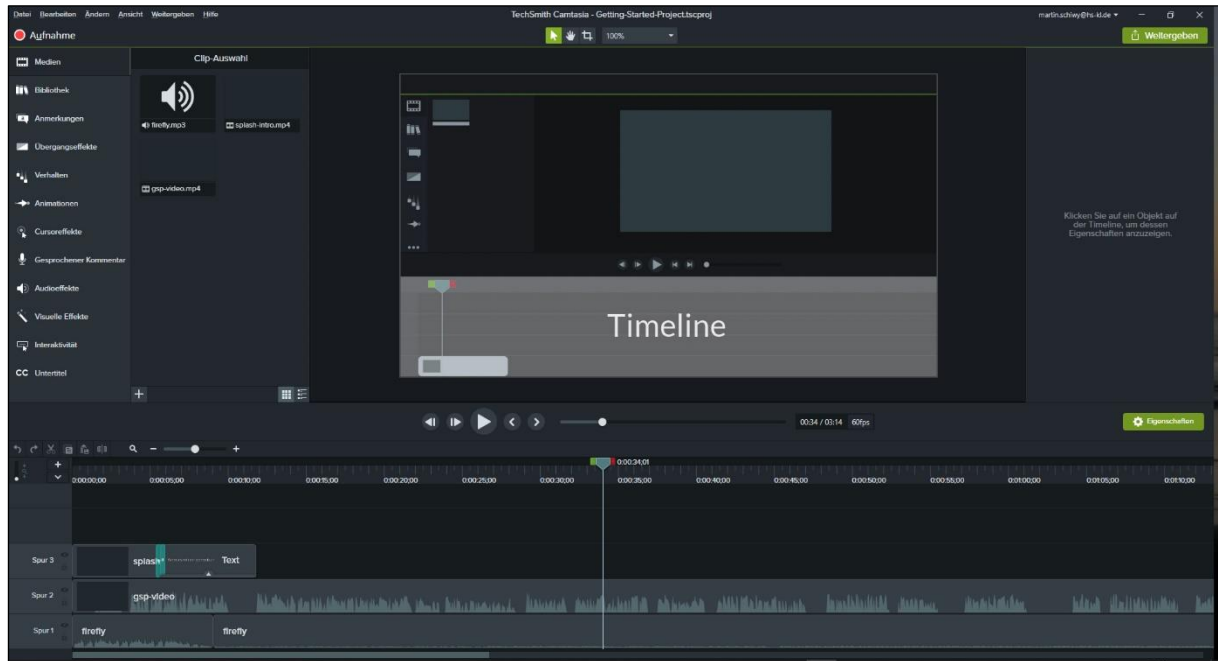 Datei Bearbeiten Ändern Ansicht Weitergeben Hilfe
TechSmith Camtasia - Getting-Started-Project.tscproj
martin.schiwy@hs-kl.de
Aufnahme
100%
Weitergeben
Medien
Bibliothek
Anmerkungen
Übergangseffekte
Verhalten
Animationen
Cursoreffekte
Gesprochener Kommentar
Audioeffekte
Visuelle Effekte
Interaktivität
CC Untertitel
Clip-Auswahl
firefly.mp3
splash-intro.mp4
gsp-video.mp4
Timeline
Klicken Sie auf ein Objekt auf
der Timeline, um dessen
Eigenschaften anzuzeigen.
00:34 / 03:14 60fps
Eigenschaften
0:00:34;01
0:00:00;00 0:00:05;00 0:00:10;00 0:00:15;00 0:00:20;00 0:00:25;00 0:00:30;00 0:00:35;00 0:00:40;00 0:00:45;00 0:00:50;00 0:00:55;00 0:01:00;00 0:01:05;00 0:01:10;00
Spur 3
Text
Spur 2
gsp-video
Spur 1
firefly
firefly